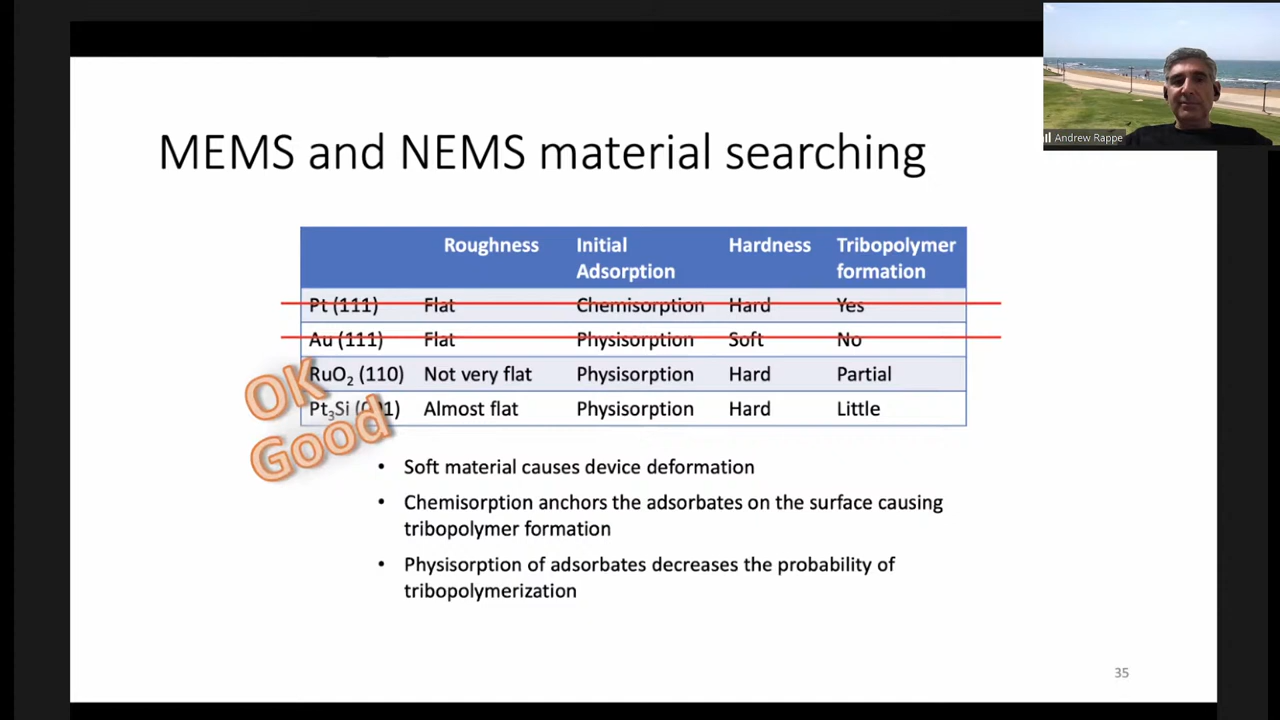 Andrew Rappe
MEMS and NEMS material searching
Roughness Initial Adsorption Hardness Tribopolymer formation
Pt (111) Flat Chemisorption Hard Yes
Au (111) Flat Physisorption Soft No
RuO₂ (110) Not very flat Physisorption Hard Partial
Pt₃Si (001) Almost flat Physisorption Hard Little
OK
Good
• Soft material causes device deformation
• Chemisorption anchors the adsorbates on the surface causing
tribopolymer formation
• Physisorption of adsorbates decreases the probability of
tribopolymerization
35